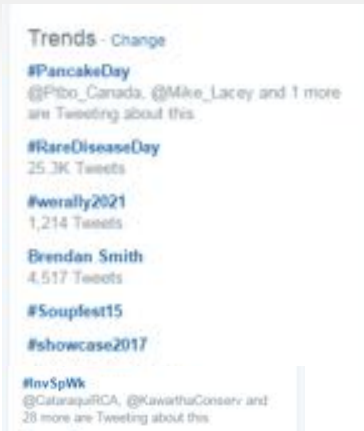 Trends · Change
#PancakeDay
@Ptbo_Canada, @Mike_Lacey and 1 more
are Tweeting about this
#RareDiseaseDay
25.3K Tweets
#werally2021
1,214 Tweets
Brendan Smith
4,517 Tweets
#Soupfest15
#showcase2017
#InvSpWk
@CataraquiRCA, @KawarthaConserv and
28 more are Tweeting about this